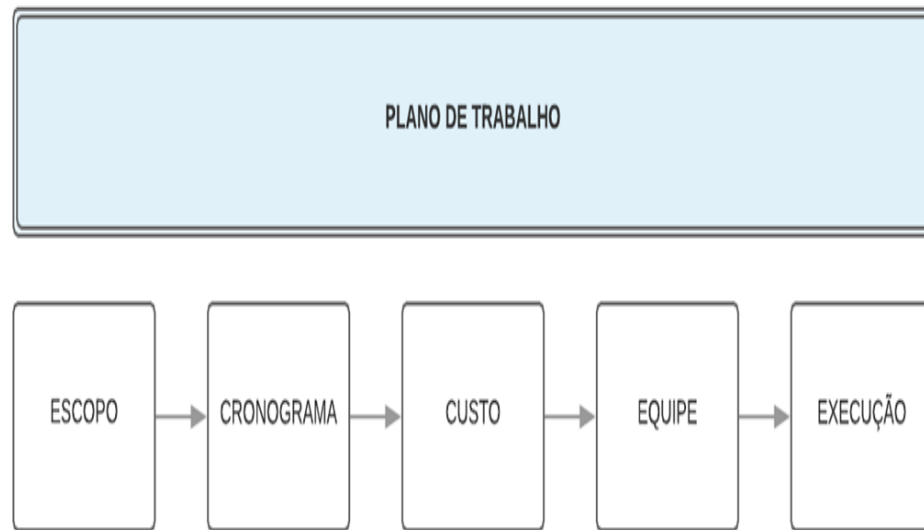 PLANO DE TRABALHO
ESCOPO
CRONOGRAMA
CUSTO
EQUIPE
EXECUÇÃO